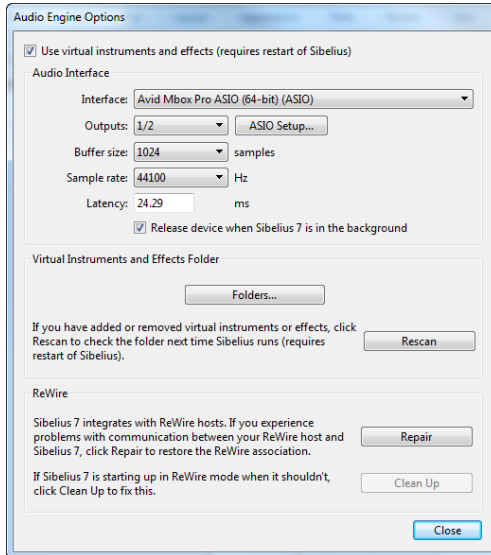 Audio Engine Options
Use virtual instruments and effects (requires restart of Sibelius)
Audio Interface
Interface: Avid Mbox Pro ASIO (64-bit) (ASIO)
Outputs: 1/2 ASIO Setup...
Buffer size: 1024 samples
Sample rate: 44100 Hz
Latency: 24.29 ms
Release device when Sibelius 7 is in the background
Virtual Instruments and Effects Folder
Folders...
If you have added or removed virtual instruments or effects, click
Rescan to check the folder next time Sibelius runs (requires
restart of Sibelius).
Rescan
ReWire
Sibelius 7 integrates with ReWire hosts. If you experience
problems with communication between your ReWire host and
Sibelius 7, click Repair to restore the ReWire association.
Repair
If Sibelius 7 is starting up in ReWire mode when it shouldn't,
click Clean Up to fix this.
Clean Up
Close